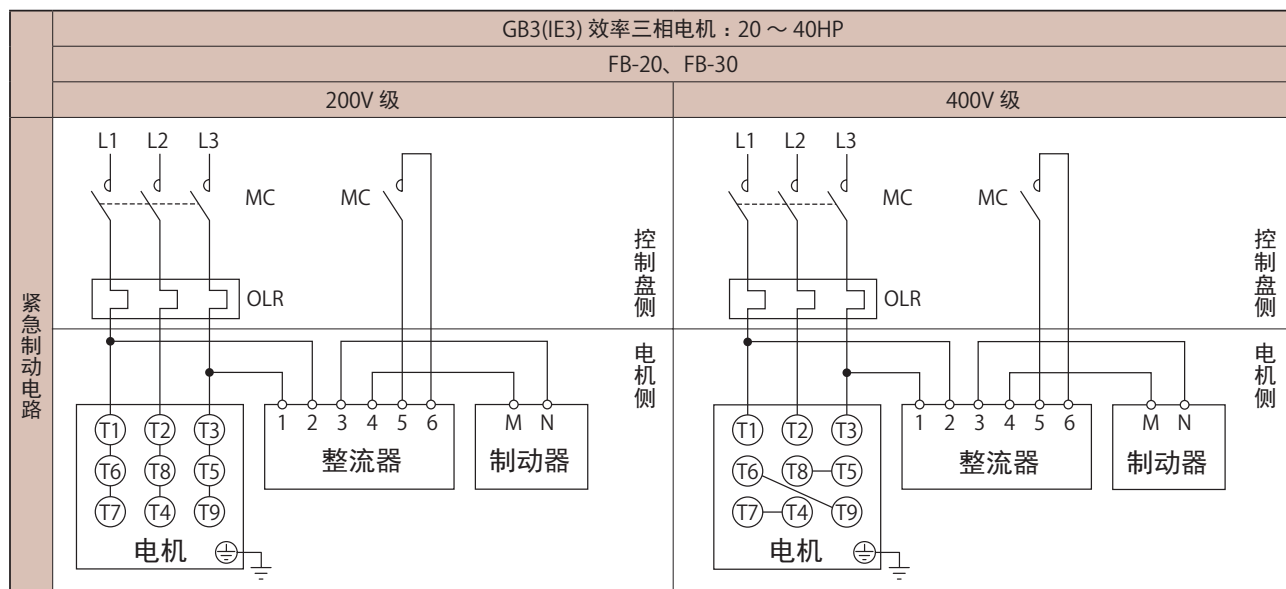 GB3(IE3) 效率三相电机：20 ～ 40HP
FB-20、FB-30
200V 级
400V 级
紧急制动电路
L1 L2 L3
MC
MC
OLR
控制盘侧
电机侧
1 2 3 4 5 6
整流器
M N
制动器
T1 T2 T3
T6 T8 T5
T7 T4 T9
电机
L1 L2 L3
MC
MC
OLR
控制盘侧
电机侧
1 2 3 4 5 6
整流器
M N
制动器
T1 T2 T3
T6 T8 T5
T7 T4 T9
电机